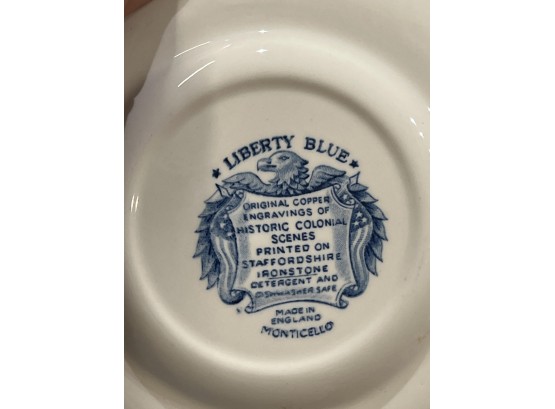 LIBERTY BLUE
ORIGINAL COPPER
ENGRAVINGS OF
HISTORIC COLONIAL
SCENES
PRINTED ON
STAFFORDSHIRE
IRONSTONE
DETERGENT AND
DISHWASHER SAFE
MADE IN
ENGLAND
MONTICELLO